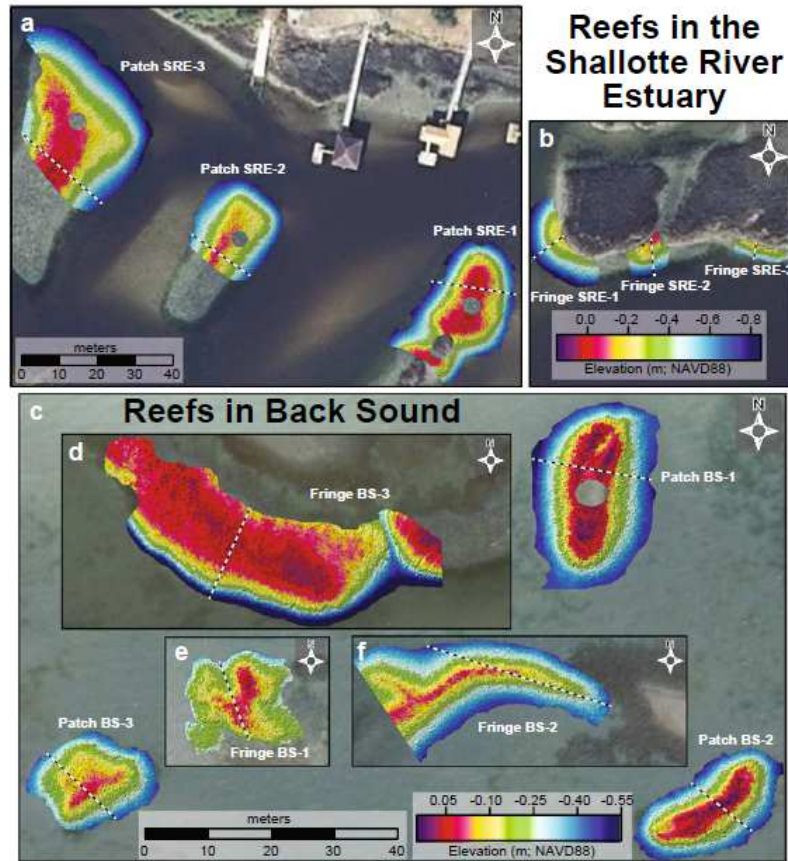 Reefs in the
Shallotte River
Estuary
a
N
Patch SRE-3
Patch SRE-2
Patch SRE-1
meters
0 10 20 30 40
b
N
Fringe SRE-1
Fringe SRE-2
Fringe SRE-3
0.0 -0.2 -0.4 -0.6 -0.8
Elevation (m; NAVD88)
c
Reefs in Back Sound
N
d
N
Fringe BS-3
Patch BS-1
e
N
Fringe BS-1
f
N
Fringe BS-2
Patch BS-3
Patch BS-2
meters
0 10 20 30 40
0.05 -0.10 -0.25 -0.40 -0.55
Elevation (m; NAVD88)